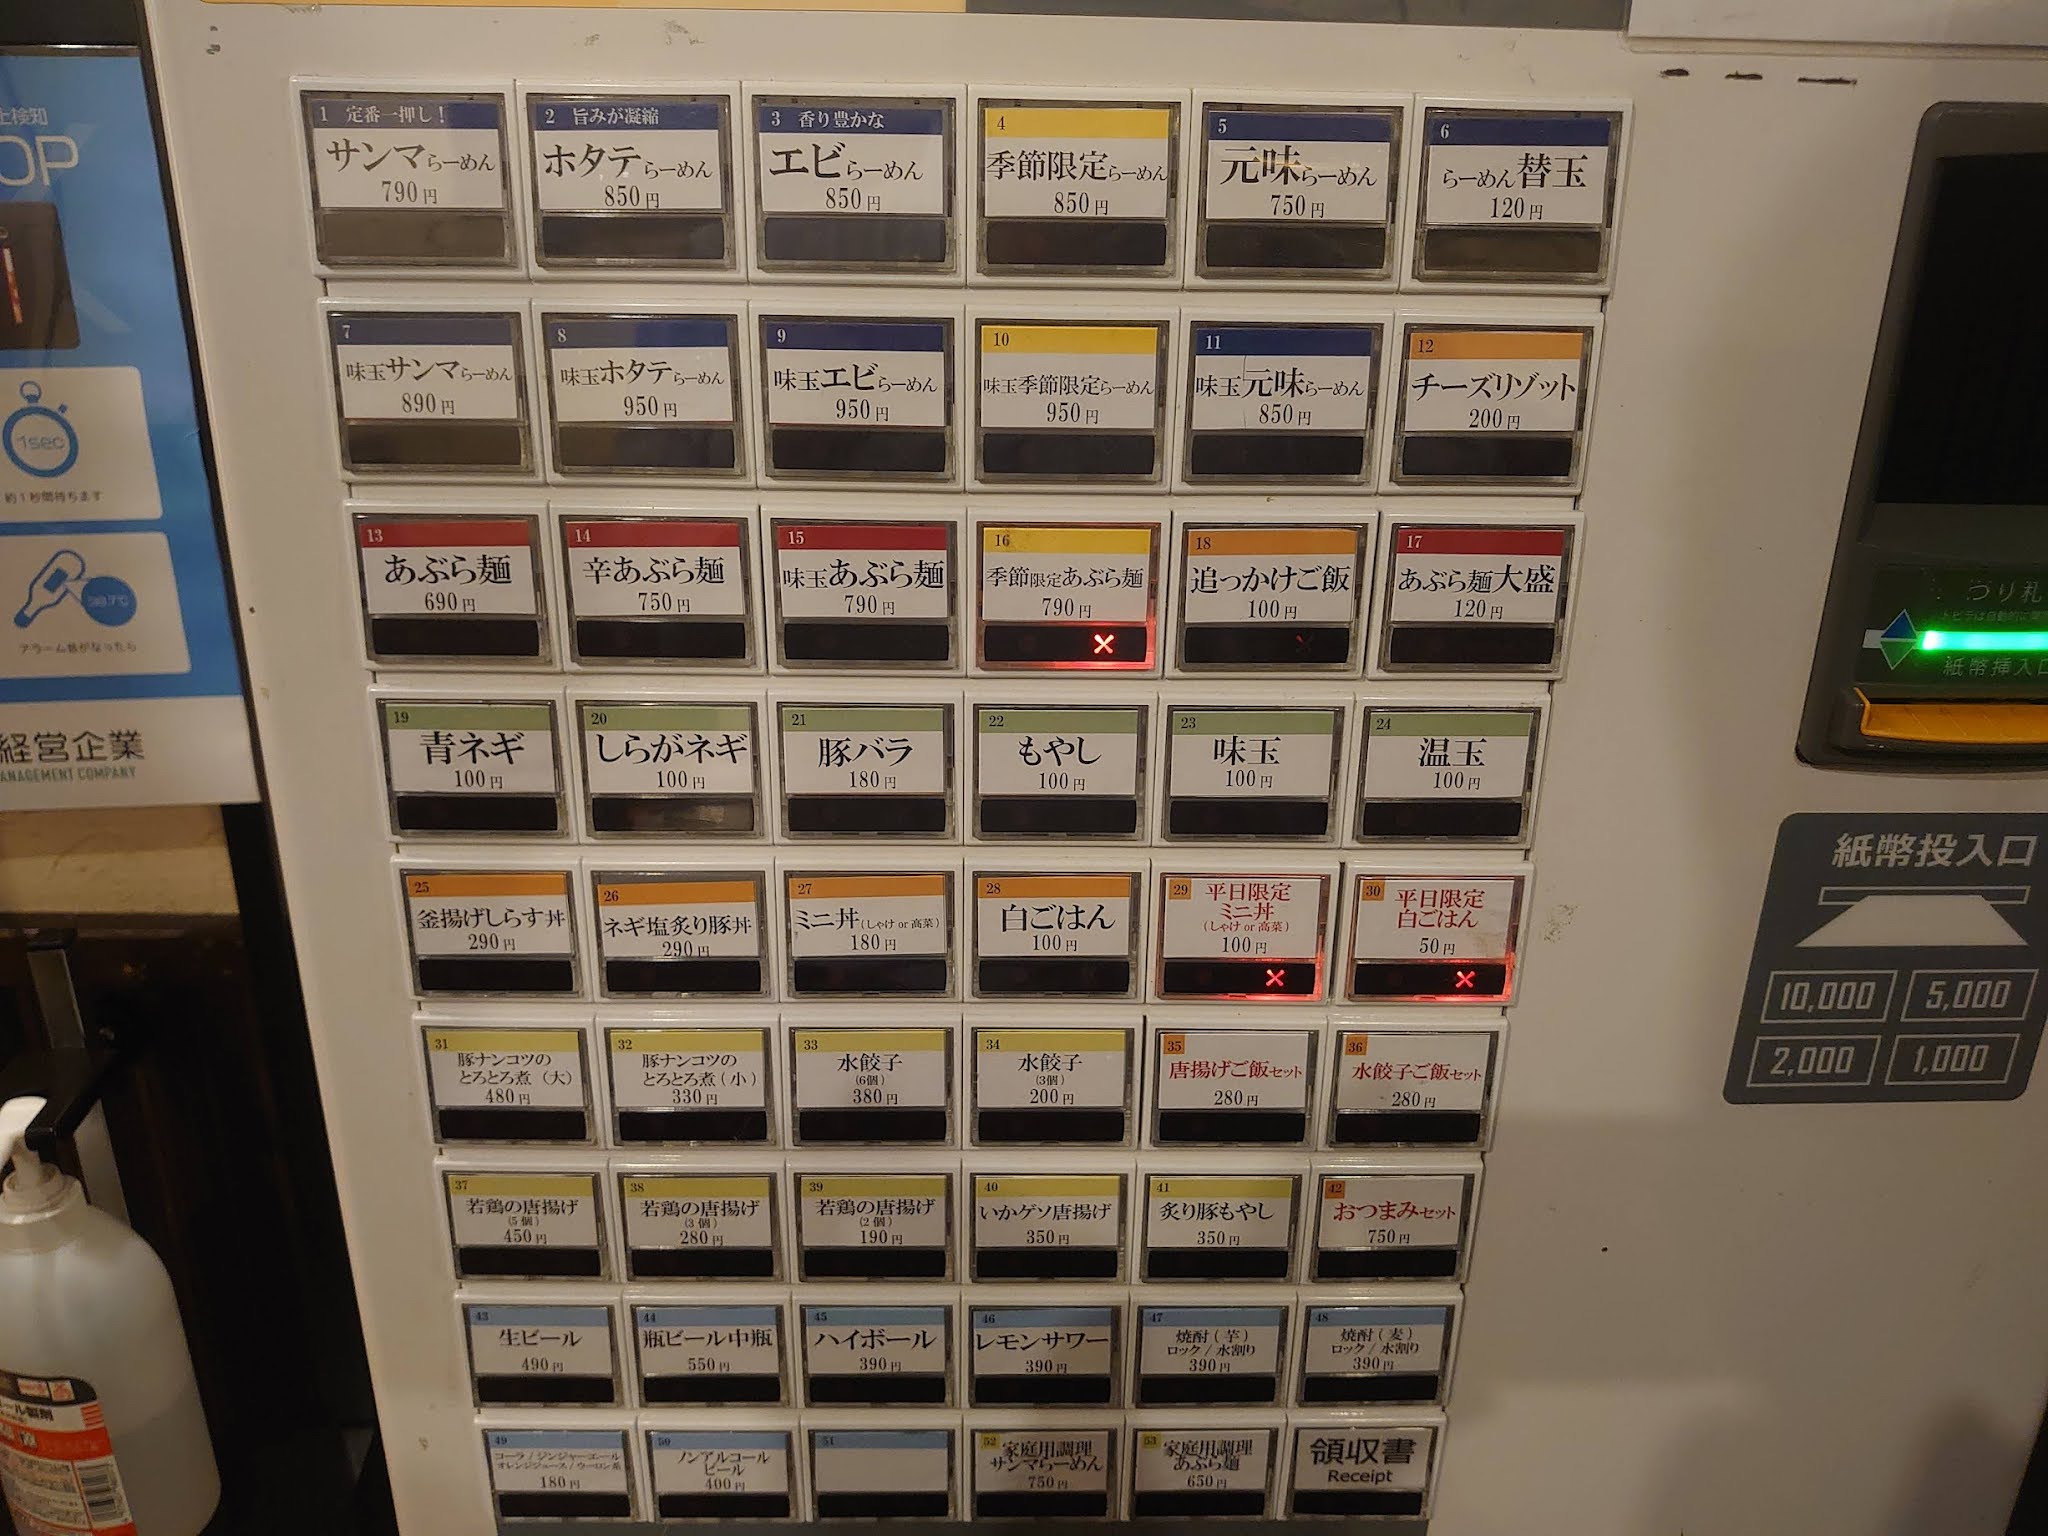 1 定番一押し!
サンマらーめん
790円
2 旨みが凝縮
ホタテらーめん
850円
3 香り豊かな
エビらーめん
850円
4
季節限定らーめん
850円
5
元味らーめん
750円
6
らーめん替玉
120円
7
味玉サンマらーめん
890円
8
味玉ホタテらーめん
950円
9
味玉エビらーめん
950円
10
味玉季節限定らーめん
950円
11
味玉元味らーめん
850円
12
チーズリゾット
200円
13
あぶら麺
690円
14
辛あぶら麺
750円
15
味玉あぶら麺
790円
16
季節限定あぶら麺
790円
×
18
追っかけご飯
100円
17
あぶら麺大盛
120円
19
青ネギ
100円
20
しらがネギ
100円
21
豚バラ
180円
22
もやし
100円
23
味玉
100円
24
温玉
100円
25
釜揚げしらす丼
290円
26
ネギ塩炙り豚丼
290円
27
ミニ丼(しゃけ or 高菜)
180円
28
白ごはん
100円
29 平日限定
ミニ丼
(しゃけ or 高菜)
100円
×
30 平日限定
白ごはん
50円
×
31
豚ナンコツの
とろとろ煮(大)
480円
32
豚ナンコツの
とろとろ煮(小)
330円
33
水餃子
(6個)
380円
34
水餃子
(3個)
200円
35
唐揚げご飯セット
280円
36
水餃子ご飯セット
280円
37
若鶏の唐揚げ
(5個)
450円
38
若鶏の唐揚げ
(3個)
280円
39
若鶏の唐揚げ
(2個)
190円
40
いかゲソ唐揚げ
350円
41
炙り豚もやし
350円
42
おつまみセット
750円
43
生ビール
490円
44
瓶ビール中瓶
550円
45
ハイボール
390円
46
レモンサワー
390円
47
焼酎(芋)
ロック/水割り
390円
48
焼酎(麦)
ロック/水割り
390円
49
コーラ/ジンジャーエール
オレンジジュース/ウーロン茶
180円
50
ノンアルコール
ビール
400円
51
52 家庭用調理
サンマらーめん
750円
53 家庭用調理
あぶら麺
650円
領収書
Receipt
つり札
紙幣挿入口
紙幣投入口
10,000
5,000
2,000
1,000
検知
OP
1sec
約1秒間待ちます
アラーム音がなったら
経営企業
ANAGEMENT COMPANY